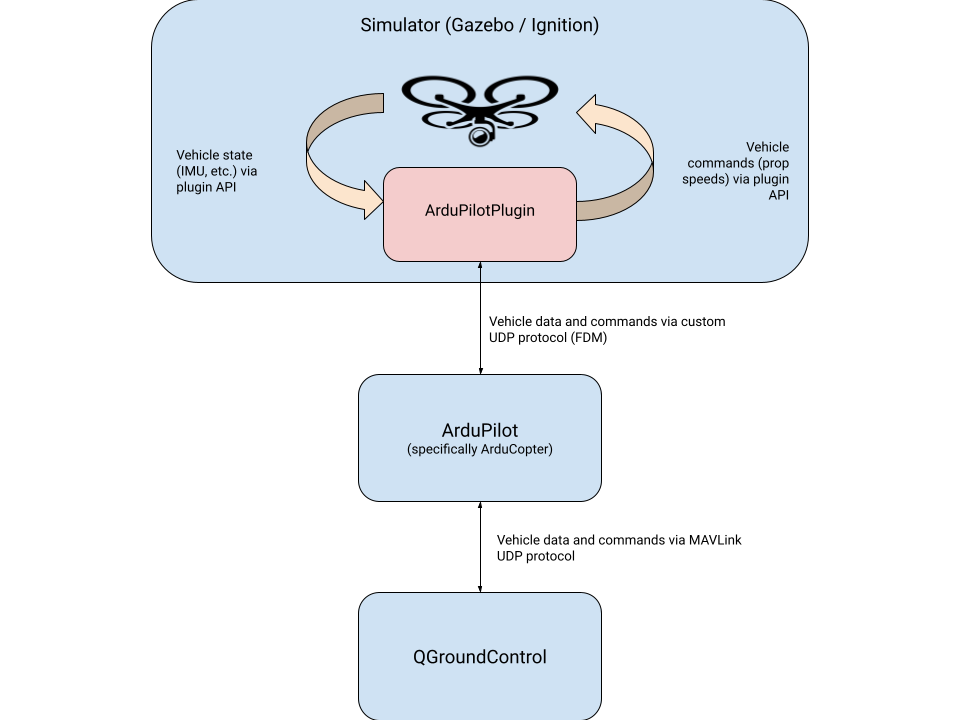 Simulator (Gazebo / Ignition)
Vehicle state
(IMU, etc.) via
plugin API
Vehicle
commands (prop
speeds) via plugin
API
ArduPilotPlugin
Vehicle data and commands via custom
UDP protocol (FDM)
ArduPilot
(specifically ArduCopter)
Vehicle data and commands via MAVLink
UDP protocol
QGroundControl